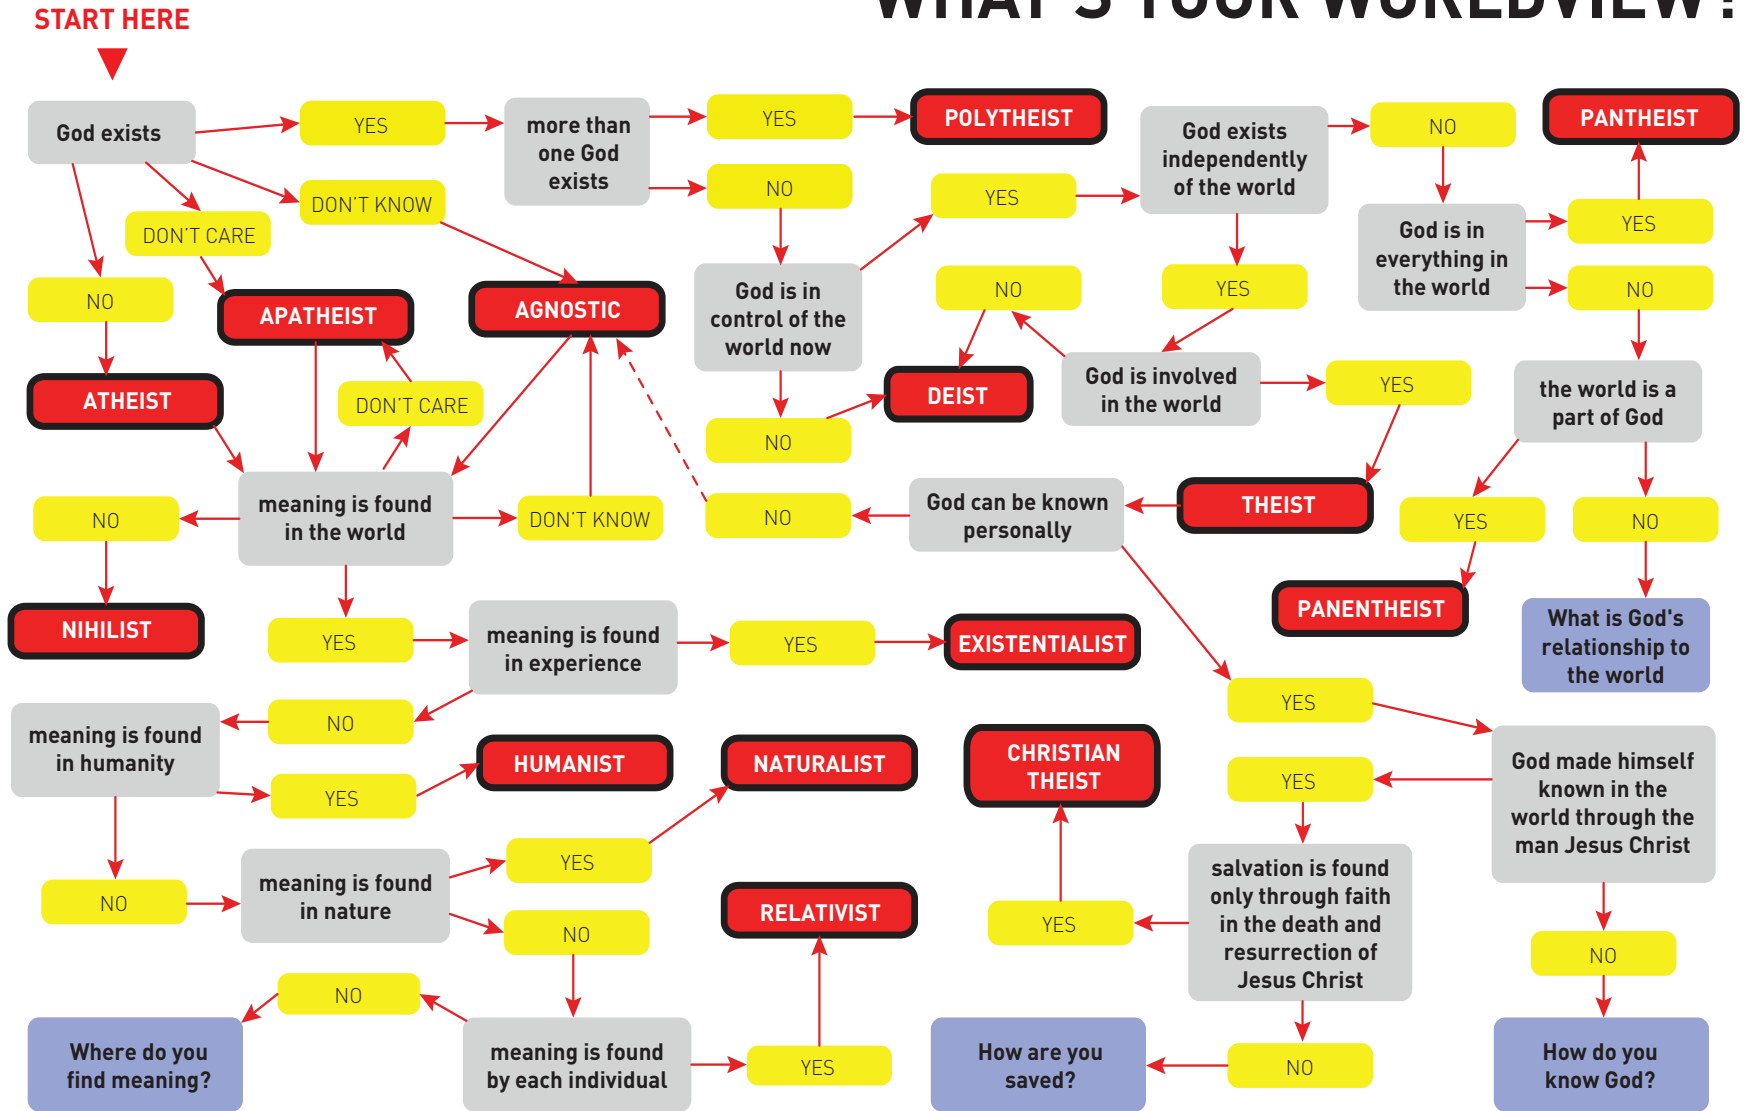 START HERE
WHAT'S YOUR WORLDVIEW?
God exists
YES
more than
one God
exists
YES
POLYTHEIST
God exists
independently
of the world
NO
PANTHEIST
DON'T KNOW
NO
YES
DON'T CARE
God is in
everything in
the world
YES
NO
APATHEIST
AGNOSTIC
God is in
control of the
world now
NO
YES
NO
ATHEIST
DON'T CARE
DEIST
God is involved
in the world
YES
the world is a
part of God
NO
NO
meaning is found
in the world
DON'T KNOW
NO
God can be known
personally
THEIST
YES
NO
NIHILIST
YES
meaning is found
in experience
YES
EXISTENTIALIST
PANENTHEIST
What is God's
relationship to
the world
meaning is found
in humanity
NO
YES
YES
HUMANIST
NATURALIST
CHRISTIAN
THEIST
YES
God made himself
known in the
world through the
man Jesus Christ
NO
meaning is found
in nature
YES
NO
RELATIVIST
YES
salvation is found
only through faith
in the death and
resurrection of
Jesus Christ
NO
NO
Where do you
find meaning?
meaning is found
by each individual
YES
How are you
saved?
NO
How do you
know God?